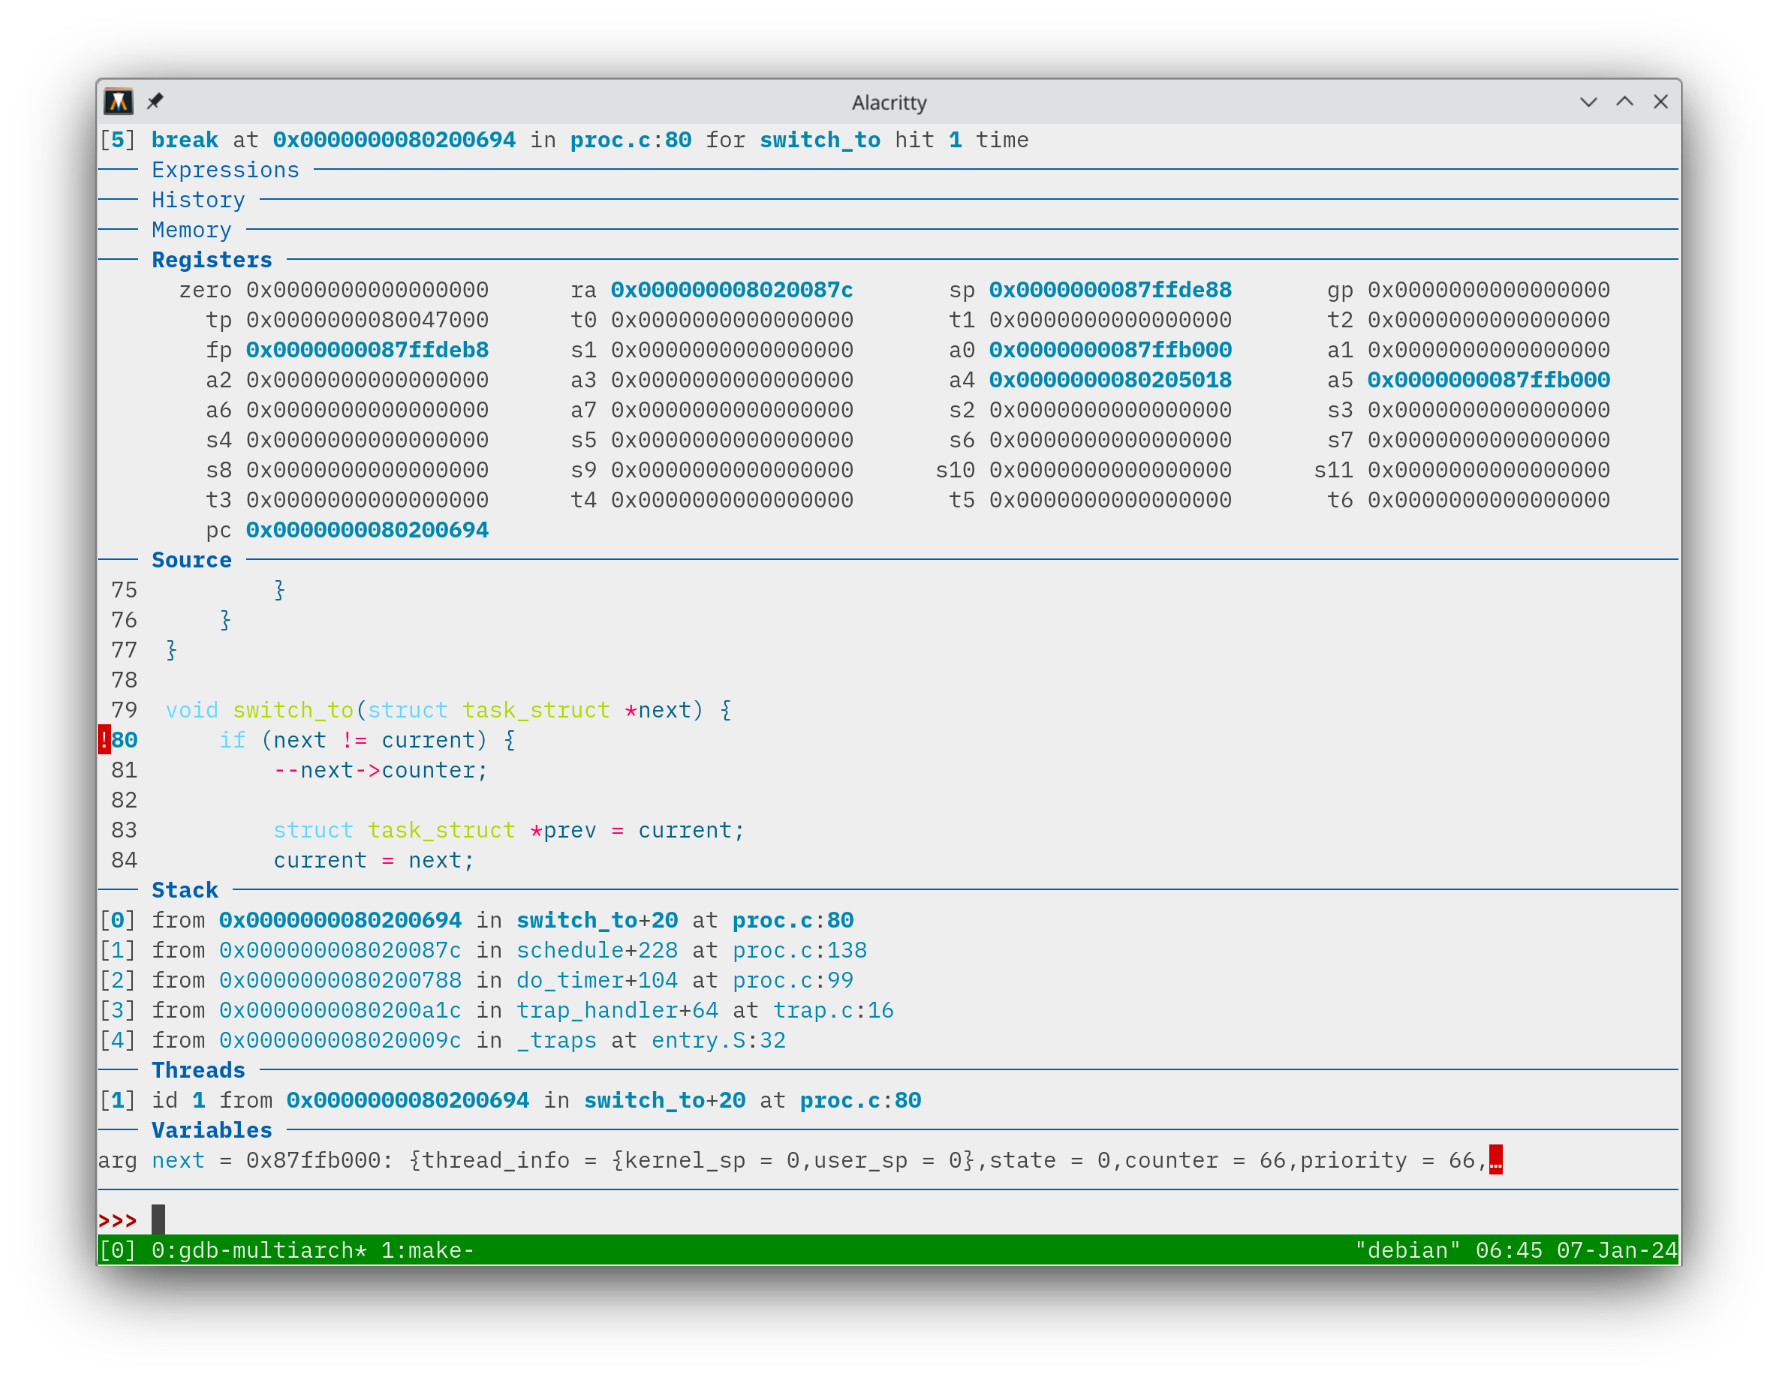 Alacritty
[5] break at 0x0000000080200694 in proc.c:80 for switch_to hit 1 time
─── Expressions ───
─── History ───
─── Memory ───
─── Registers ───
zero 0x0000000000000000 ra 0x000000008020087c sp 0x0000000087ffde88 gp 0x0000000000000000
tp 0x0000000080047000 t0 0x0000000000000000 t1 0x0000000000000000 t2 0x0000000000000000
fp 0x0000000087ffdeb8 s1 0x0000000000000000 a0 0x0000000087ffb000 a1 0x0000000000000000
a2 0x0000000000000000 a3 0x0000000000000000 a4 0x0000000080205018 a5 0x0000000087ffb000
a6 0x0000000000000000 a7 0x0000000000000000 s2 0x0000000000000000 s3 0x0000000000000000
s4 0x0000000000000000 s5 0x0000000000000000 s6 0x0000000000000000 s7 0x0000000000000000
s8 0x0000000000000000 s9 0x0000000000000000 s10 0x0000000000000000 s11 0x0000000000000000
t3 0x0000000000000000 t4 0x0000000000000000 t5 0x0000000000000000 t6 0x0000000000000000
pc 0x0000000080200694
─── Source ───
75         }
76     }
77 }
78
79 void switch_to(struct task_struct *next) {
!80     if (next != current) {
81         --next->counter;
82
83         struct task_struct *prev = current;
84         current = next;
─── Stack ───
[0] from 0x0000000080200694 in switch_to+20 at proc.c:80
[1] from 0x000000008020087c in schedule+228 at proc.c:138
[2] from 0x0000000080200788 in do_timer+104 at proc.c:99
[3] from 0x0000000080200a1c in trap_handler+64 at trap.c:16
[4] from 0x000000008020009c in _traps at entry.S:32
─── Threads ───
[1] id 1 from 0x0000000080200694 in switch_to+20 at proc.c:80
─── Variables ───
arg next = 0x87ffb000: {thread_info = {kernel_sp = 0,user_sp = 0},state = 0,counter = 66,priority = 66,…
>>>
[0] 0:gdb-multiarch* 1:make- "debian" 06:45 07-Jan-24